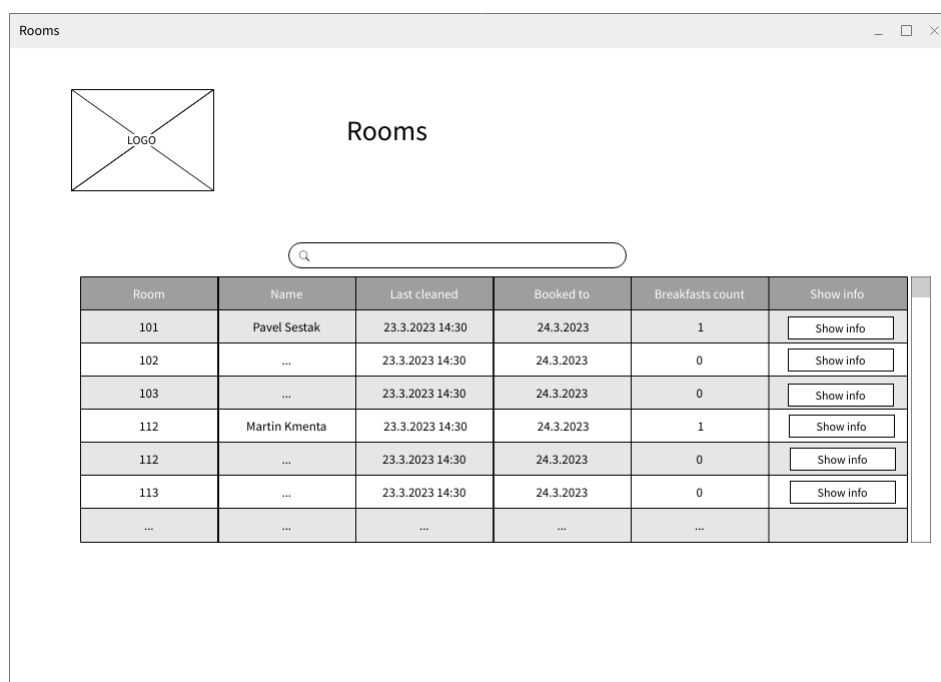 Rooms
LOGO
Rooms
Room Name Last cleaned Booked to Breakfasts count Show info
101 Pavel Sestak 23.3.2023 14:30 24.3.2023 1 Show info
102 ... 23.3.2023 14:30 24.3.2023 0 Show info
103 ... 23.3.2023 14:30 24.3.2023 0 Show info
112 Martin Kmenta 23.3.2023 14:30 24.3.2023 1 Show info
112 ... 23.3.2023 14:30 24.3.2023 0 Show info
113 ... 23.3.2023 14:30 24.3.2023 0 Show info
... ... ... ... ...